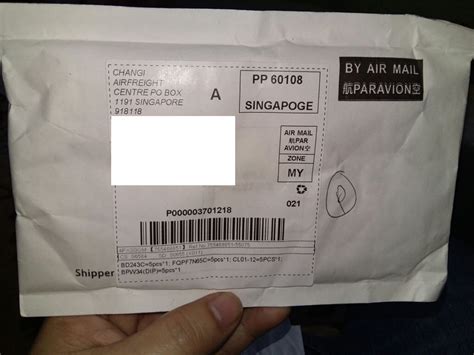 CHANGI
AIRFREIGHT
CENTRE PO BOX
1191 SINGAPORE
918118
A
PP 60108
SINGAPOGE
BY AIR MAIL
航PARAVION空
AIR MAIL
航PAR
AVION空
ZONE
MY
021
P000003701218
BD243C=5pcs*1; FQPF7N65C=5pcs*1; CL01-12=5PCS*1;
Shipper
BPW34(DIP)=5pcs*1;